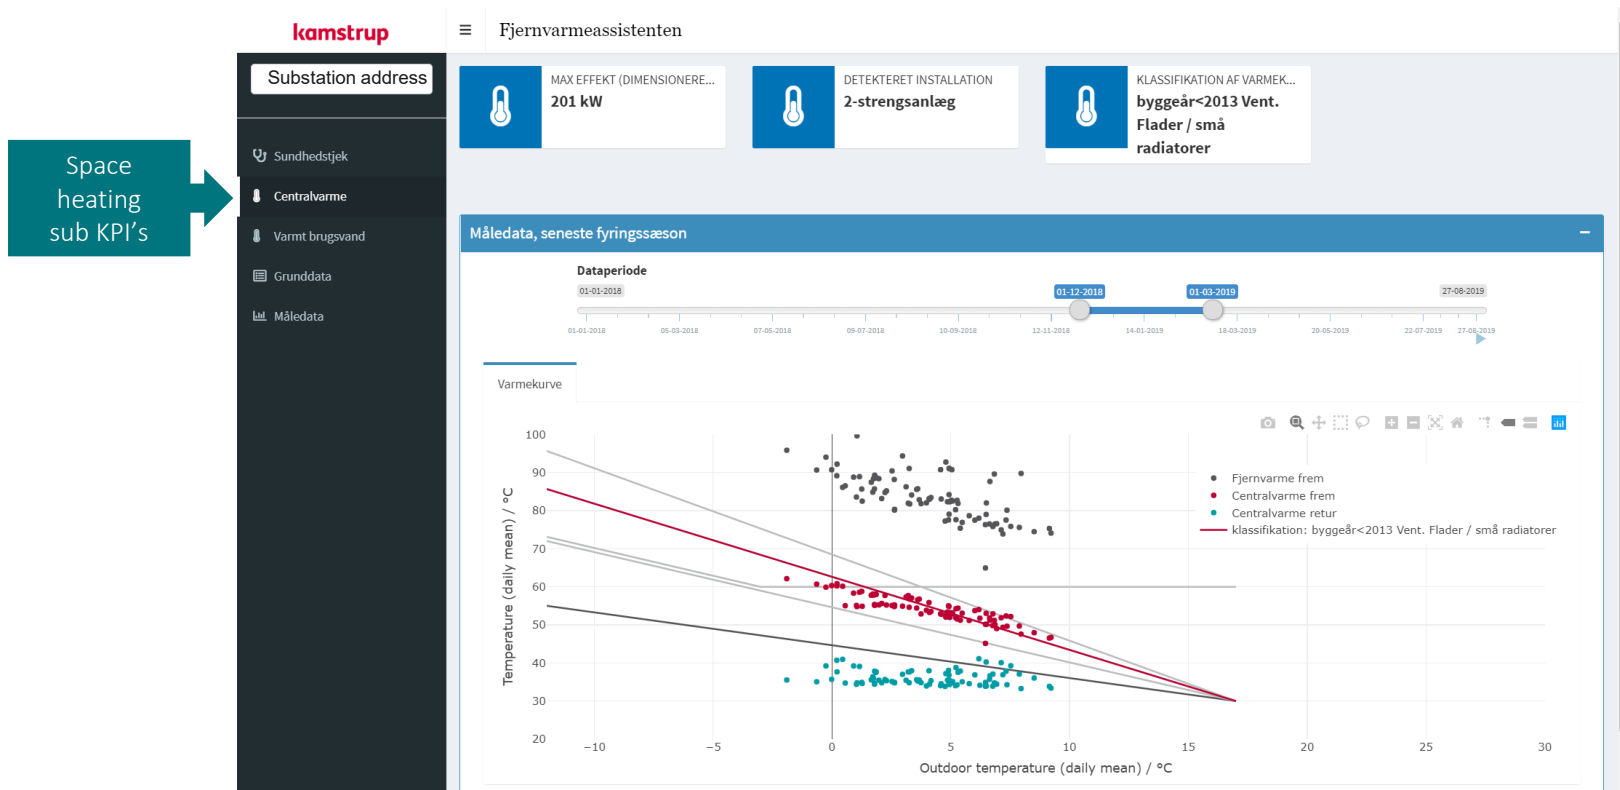 kamstrup
Fjernvarmeassistenten
Substation address
Space
heating
sub KPI's
Sundhedstjek
Centralvarme
Varmt brugsvand
Grunddata
Måledata
MAX EFFEKT (DIMENSIONERE...
201 kW
DETEKTERET INSTALLATION
2-strengsanlæg
KLASSIFIKATION AF VARMEK...
byggeår<2013 Vent.
Flader / små
radiatorer
Måledata, seneste fyringssæson
Dataperiode
01-01-2018
01-12-2018
01-03-2019
27-08-2019
01-01-2018
05-03-2018
07-05-2018
09-07-2018
10-09-2018
12-11-2018
14-01-2019
18-03-2019
20-05-2019
22-07-2019
27-08-2019
Varmekurve
100
90
80
70
60
50
40
30
20
Temperature (daily mean) / °C
Fjernvarme frem
Centralvarme frem
Centralvarme retur
klassifikation: byggeår<2013 Vent. Flader / små radiatorer
−10
−5
0
5
10
15
20
25
30
Outdoor temperature (daily mean) / °C